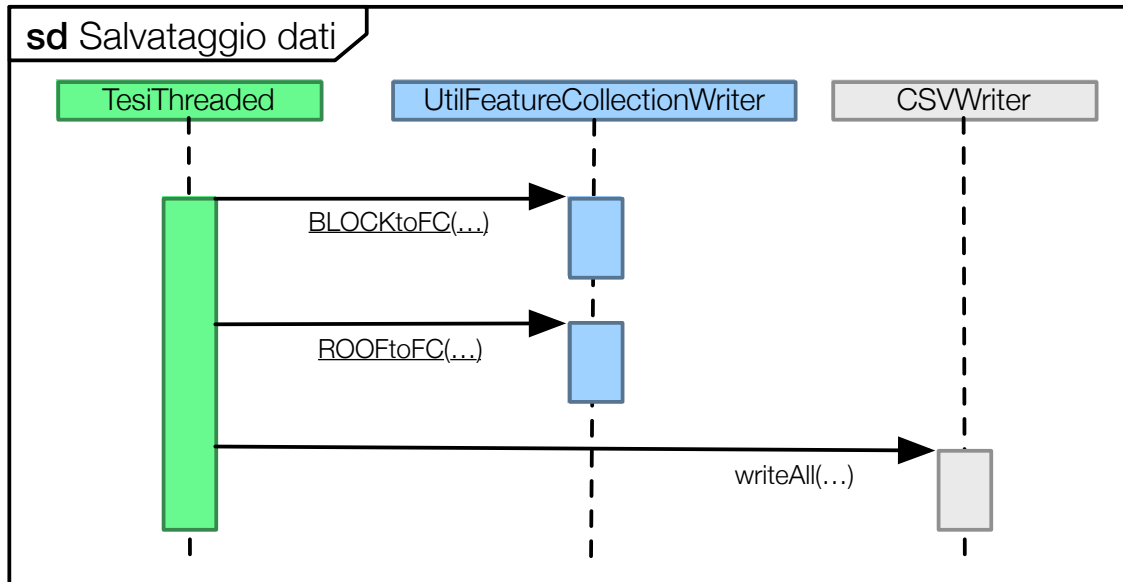 sd Salvataggio dati
TesiThreaded
UtilFeatureCollectionWriter
CSVWriter
BLOCKtoFC(…)
ROOFtoFC(…)
writeAll(…)